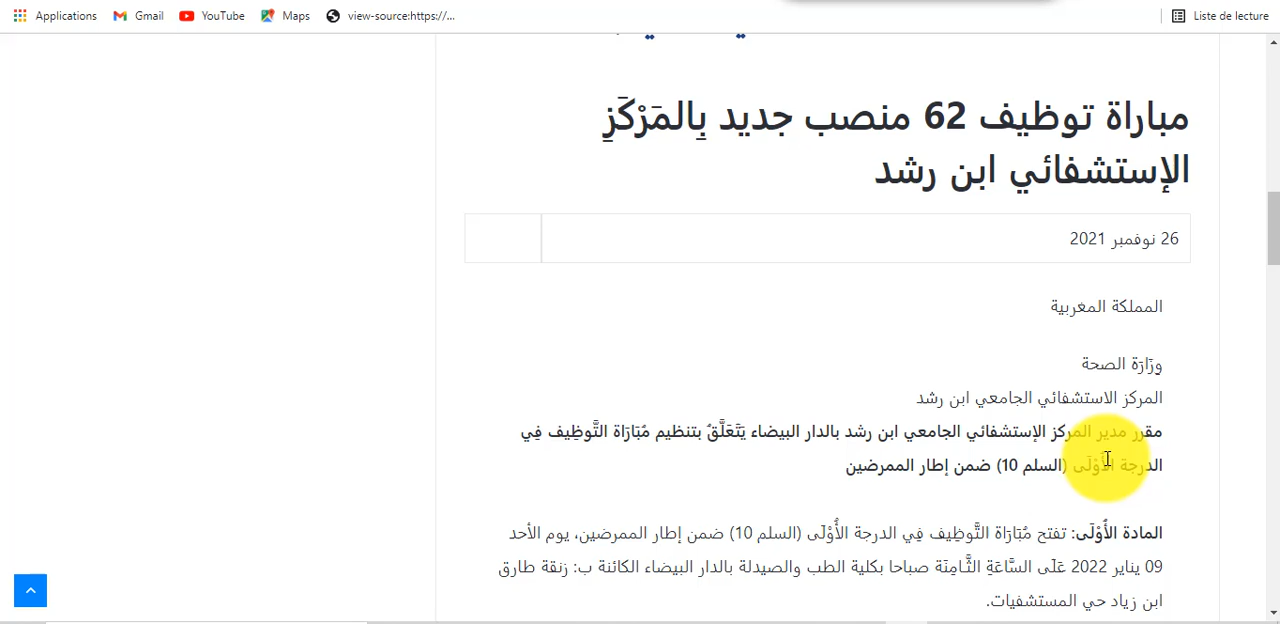 Applications Gmail YouTube Maps view-source:https://... Liste de lecture
مباراة توظيف 62 منصب جديد بِالمَرْكَزِ
الإستشفائي ابن رشد
26 نوفمبر 2021
المملكة المغربية
وِزَارَة الصحة
المركز الاستشفائي الجامعي ابن رشد
مقرر مدير المركز الإستشفائي الجامعي ابن رشد بالدار البيضاء يَتَعَلَّقُ بتنظيم مُبَارَاة التَّوظِيف فِي
الدرجة الأُوْلَى (السلم 10) ضمن إطار الممرضين
المادة الأُوْلَى: تفتح مُبَارَاة التَّوظِيف فِي الدرجة الأُوْلَى (السلم 10) ضمن إطار الممرضين، يوم الأحد
09 يناير 2022 عَلَى السَّاعَةِ الثَّـامِنَة صباحا بكلية الطب والصيدلة بالدار البيضاء الكائنة ب: زنقة طارق
ابن زياد حي المستشفيات.